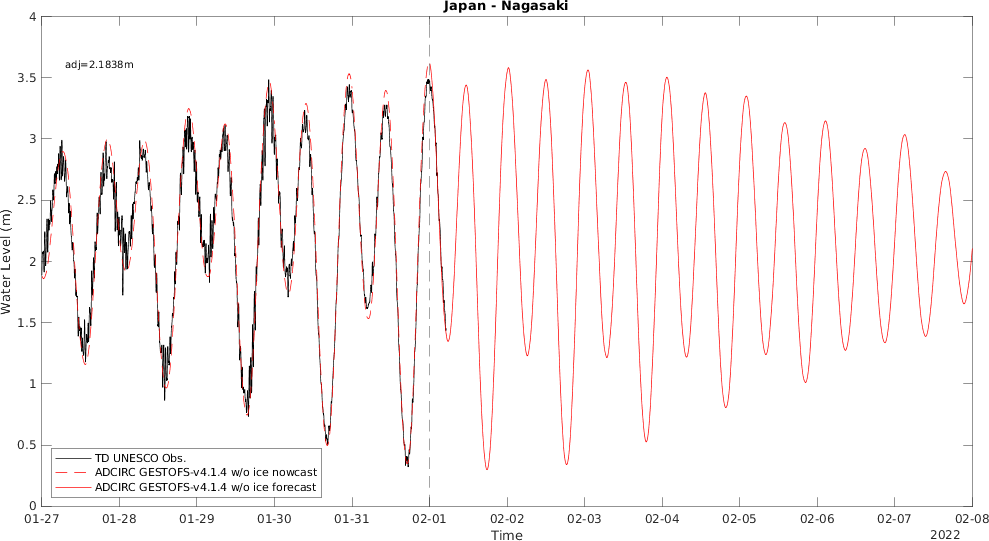 Japan - Nagasaki
4
adj=2.1838m
3.5
3
2.5
2
1.5
1
0.5
0
Water Level (m)
TD UNESCO Obs.
ADCIRC GESTOFS-v4.1.4 w/o ice nowcast
ADCIRC GESTOFS-v4.1.4 w/o ice forecast
01-27 01-28 01-29 01-30 01-31 02-01 02-02 02-03 02-04 02-05 02-06 02-07 02-08
Time
2022